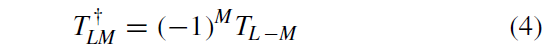 T†LM = (−1)M TL−M (4)